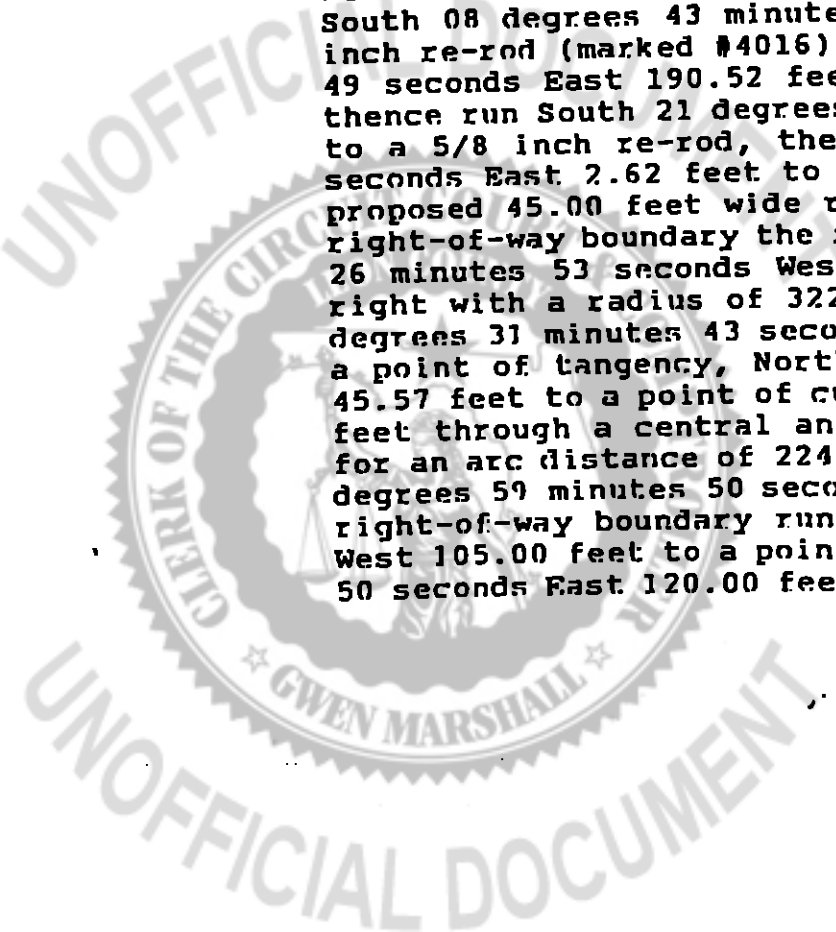 South 08 degrees 43 minute
inch re-rod (marked #4016)
49 seconds East 190.52 fee
thence run South 21 degrees
to a 5/8 inch re-rod, the
seconds East 2.62 feet to
proposed 45.00 feet wide r
right-of-way boundary the
26 minutes 53 seconds Wes
right with a radius of 322
degrees 31 minutes 43 seco
a point of tangency, Nort
45.57 feet to a point of cu
feet through a central an
for an arc distance of 224
degrees 59 minutes 50 seco
right-of-way boundary run
West 105.00 feet to a poin
50 seconds East 120.00 fee
UNOFFICIAL DOCUMENT
CLERK OF THE CIRCUIT COURT
GWEN MARSHALL
UNOFFICIAL DOCUMENT